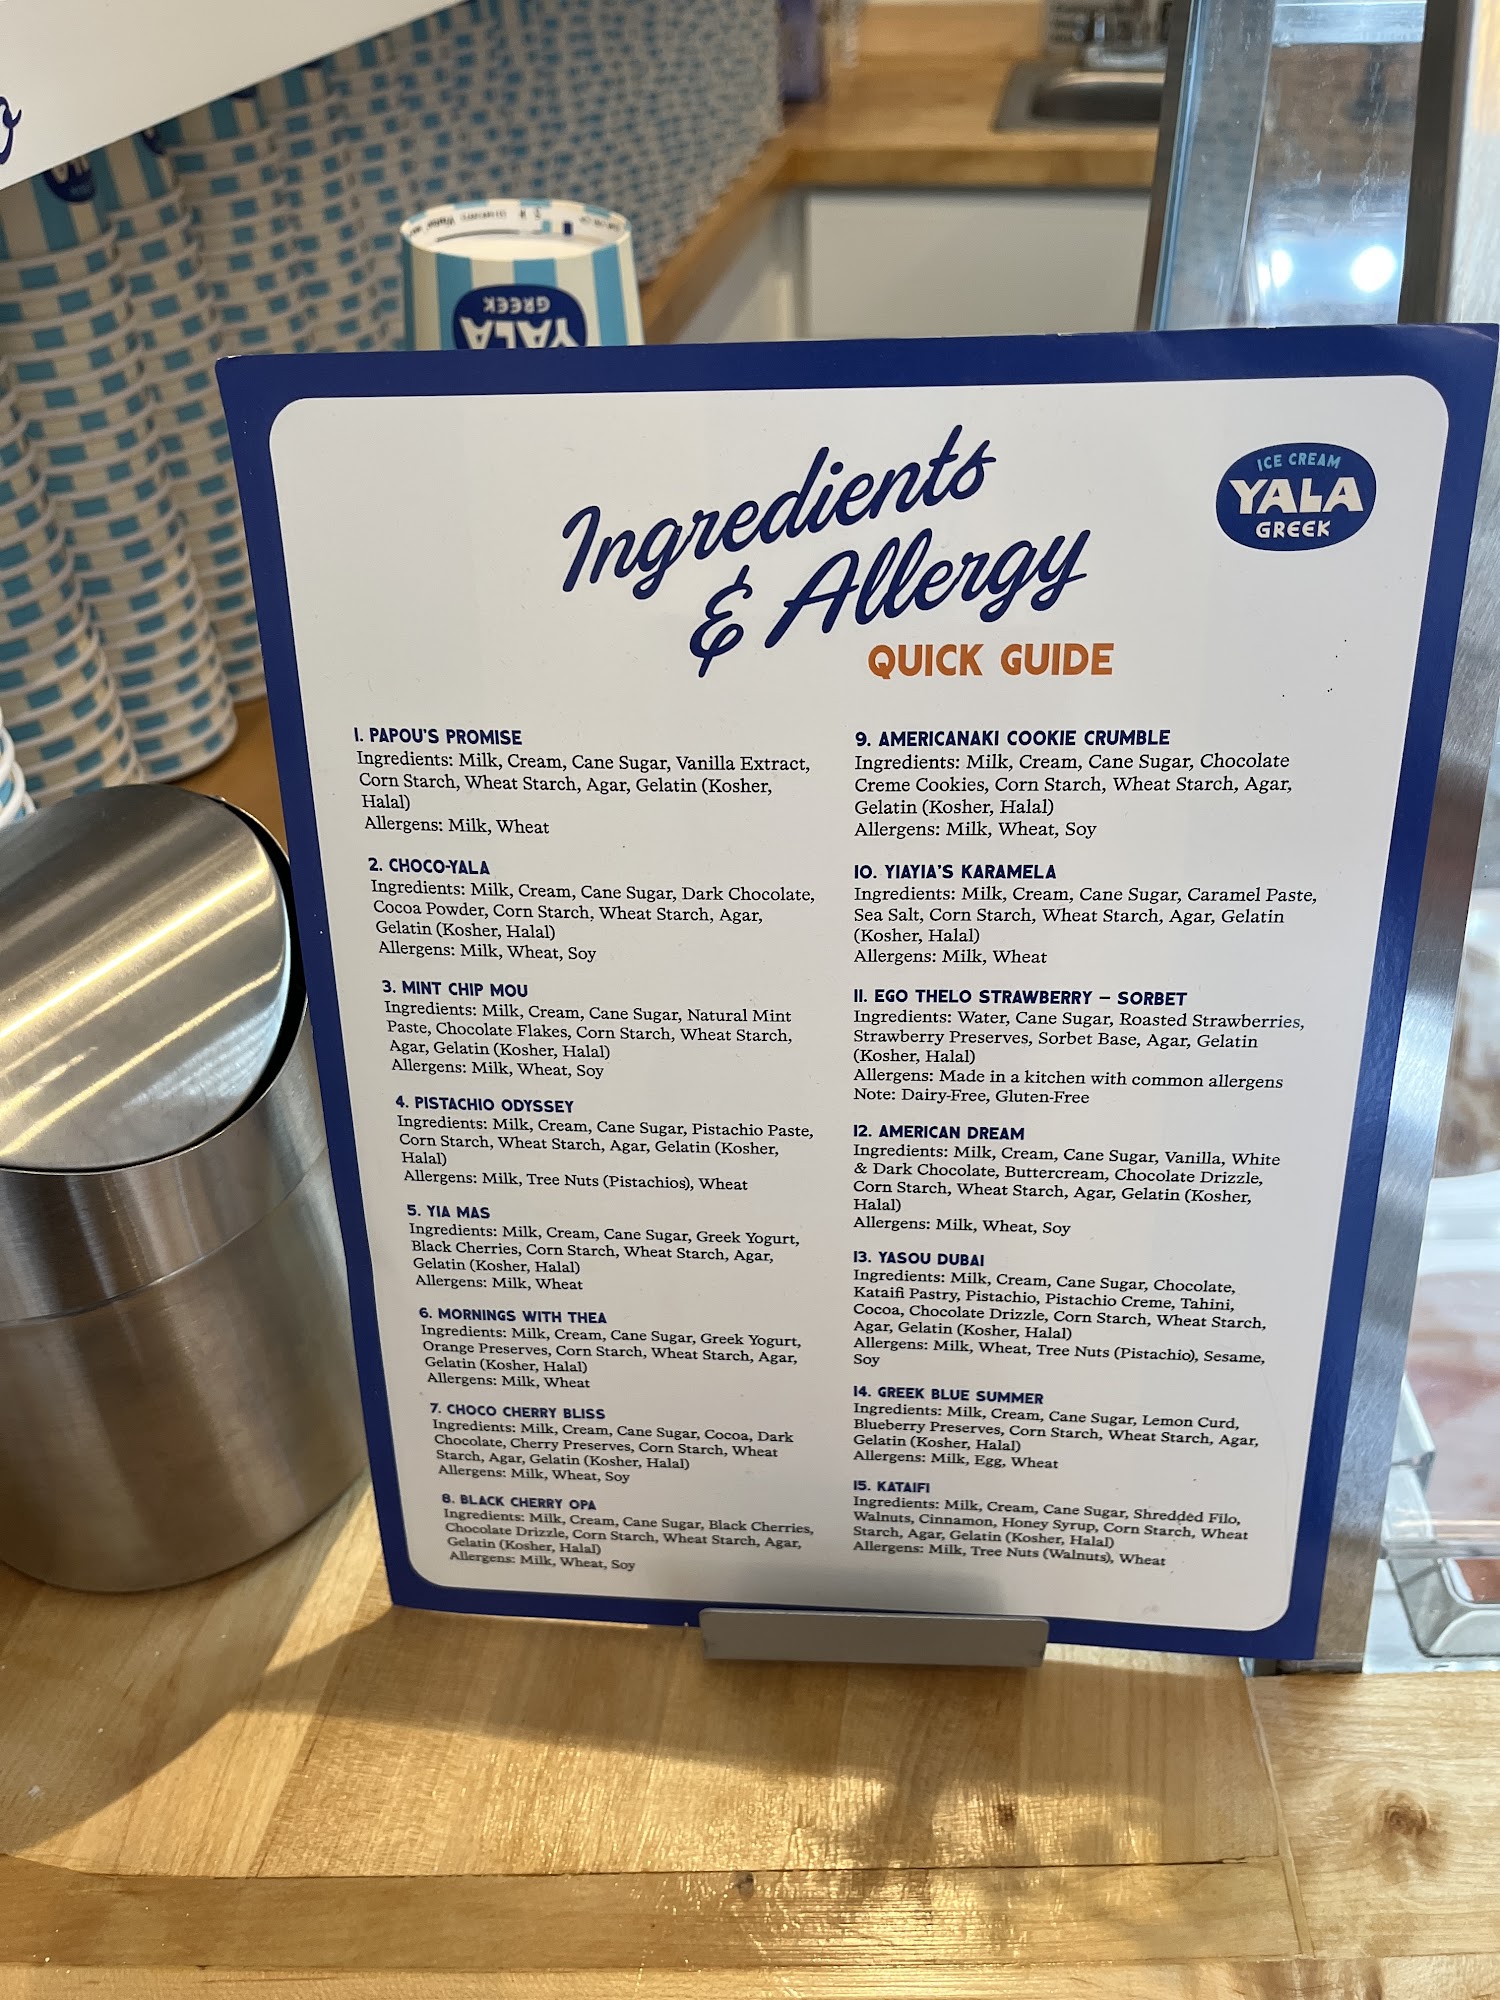 YALA
GREEK
Ingredients
& Allergy
QUICK GUIDE
ICE CREAM
YALA
GREEK
1. PAPOU'S PROMISE
Ingredients: Milk, Cream, Cane Sugar, Vanilla Extract,
Corn Starch, Wheat Starch, Agar, Gelatin (Kosher,
Halal)
Allergens: Milk, Wheat
2. CHOCO-YALA
Ingredients: Milk, Cream, Cane Sugar, Dark Chocolate,
Cocoa Powder, Corn Starch, Wheat Starch, Agar,
Gelatin (Kosher, Halal)
Allergens: Milk, Wheat, Soy
3. MINT CHIP MOU
Ingredients: Milk, Cream, Cane Sugar, Natural Mint
Paste, Chocolate Flakes, Corn Starch, Wheat Starch,
Agar, Gelatin (Kosher, Halal)
Allergens: Milk, Wheat, Soy
4. PISTACHIO ODYSSEY
Ingredients: Milk, Cream, Cane Sugar, Pistachio Paste,
Corn Starch, Wheat Starch, Agar, Gelatin (Kosher,
Halal)
Allergens: Milk, Tree Nuts (Pistachios), Wheat
5. YIA MAS
Ingredients: Milk, Cream, Cane Sugar, Greek Yogurt,
Black Cherries, Corn Starch, Wheat Starch, Agar,
Gelatin (Kosher, Halal)
Allergens: Milk, Wheat
6. MORNINGS WITH THEA
Ingredients: Milk, Cream, Cane Sugar, Greek Yogurt,
Orange Preserves, Corn Starch, Wheat Starch, Agar,
Gelatin (Kosher, Halal)
Allergens: Milk, Wheat
7. CHOCO CHERRY BLISS
Ingredients: Milk, Cream, Cane Sugar, Cocoa, Dark
Chocolate, Cherry Preserves, Corn Starch, Wheat
Starch, Agar, Gelatin (Kosher, Halal)
Allergens: Milk, Wheat, Soy
8. BLACK CHERRY OPA
Ingredients: Milk, Cream, Cane Sugar, Black Cherries,
Chocolate Drizzle, Corn Starch, Wheat Starch, Agar,
Gelatin (Kosher, Halal)
Allergens: Milk, Wheat, Soy
9. AMERICANAKI COOKIE CRUMBLE
Ingredients: Milk, Cream, Cane Sugar, Chocolate
Creme Cookies, Corn Starch, Wheat Starch, Agar,
Gelatin (Kosher, Halal)
Allergens: Milk, Wheat, Soy
10. YIAYIA'S KARAMELA
Ingredients: Milk, Cream, Cane Sugar, Caramel Paste,
Sea Salt, Corn Starch, Wheat Starch, Agar, Gelatin
(Kosher, Halal)
Allergens: Milk, Wheat
11. EGO THELO STRAWBERRY – SORBET
Ingredients: Water, Cane Sugar, Roasted Strawberries,
Strawberry Preserves, Sorbet Base, Agar, Gelatin
(Kosher, Halal)
Allergens: Made in a kitchen with common allergens
Note: Dairy-Free, Gluten-Free
12. AMERICAN DREAM
Ingredients: Milk, Cream, Cane Sugar, Vanilla, White
& Dark Chocolate, Buttercream, Chocolate Drizzle,
Corn Starch, Wheat Starch, Agar, Gelatin (Kosher,
Halal)
Allergens: Milk, Wheat, Soy
13. YASOU DUBAI
Ingredients: Milk, Cream, Cane Sugar, Chocolate,
Kataifi Pastry, Pistachio, Pistachio Creme, Tahini,
Cocoa, Chocolate Drizzle, Corn Starch, Wheat Starch,
Agar, Gelatin (Kosher, Halal)
Allergens: Milk, Wheat, Tree Nuts (Pistachio), Sesame,
Soy
14. GREEK BLUE SUMMER
Ingredients: Milk, Cream, Cane Sugar, Lemon Curd,
Blueberry Preserves, Corn Starch, Wheat Starch, Agar,
Gelatin (Kosher, Halal)
Allergens: Milk, Egg, Wheat
15. KATAIFI
Ingredients: Milk, Cream, Cane Sugar, Shredded Filo,
Walnuts, Cinnamon, Honey Syrup, Corn Starch, Wheat
Starch, Agar, Gelatin (Kosher, Halal)
Allergens: Milk, Tree Nuts (Walnuts), Wheat